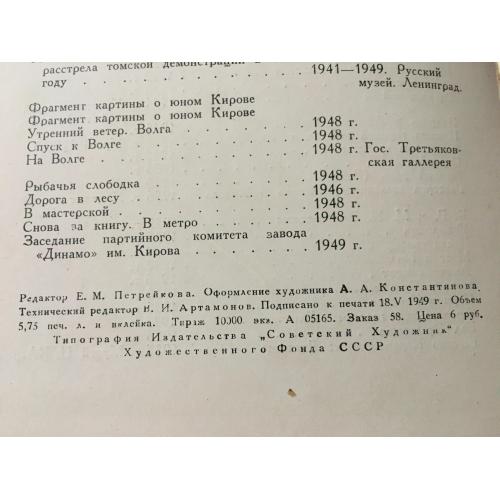 расстрела томской демонстрации в
году . . . . . . . . . . 1941—1949. Русский
музей. Ленинград.
Фрагмент картины о юном Кирове
Фрагмент картины о юном Кирове
Утренний ветер. Волга . . . . . . 1948 г.
Спуск к Волге . . . . . . . . 1948 г.
На Волге . . . . . . . . . . 1948 г. Гос. Третьяков-
ская галлерея
Рыбачья слободка . . . . . . . 1948 г.
Дорога в лесу . . . . . . . . 1946 г.
В мастерской . . . . . . . . . 1948 г.
Снова за книгу. В метро . . . . . 1948 г.
Заседание партийного комитета завода
«Динамо» им. Кирова . . . . . . 1949 г.
Редактор Е. М. Петрейкова. Оформление художника А. А. Константинова.
Технический редактор И. И. Артамонов. Подписано к печати 18.V 1949 г. Объем
5,75 печ. л. и вклейка. Тираж 10.000 экз. А 05165. Заказ 58. Цена 6 руб.
Типография Издательства „Советский Художник“
Художественного Фонда СССР